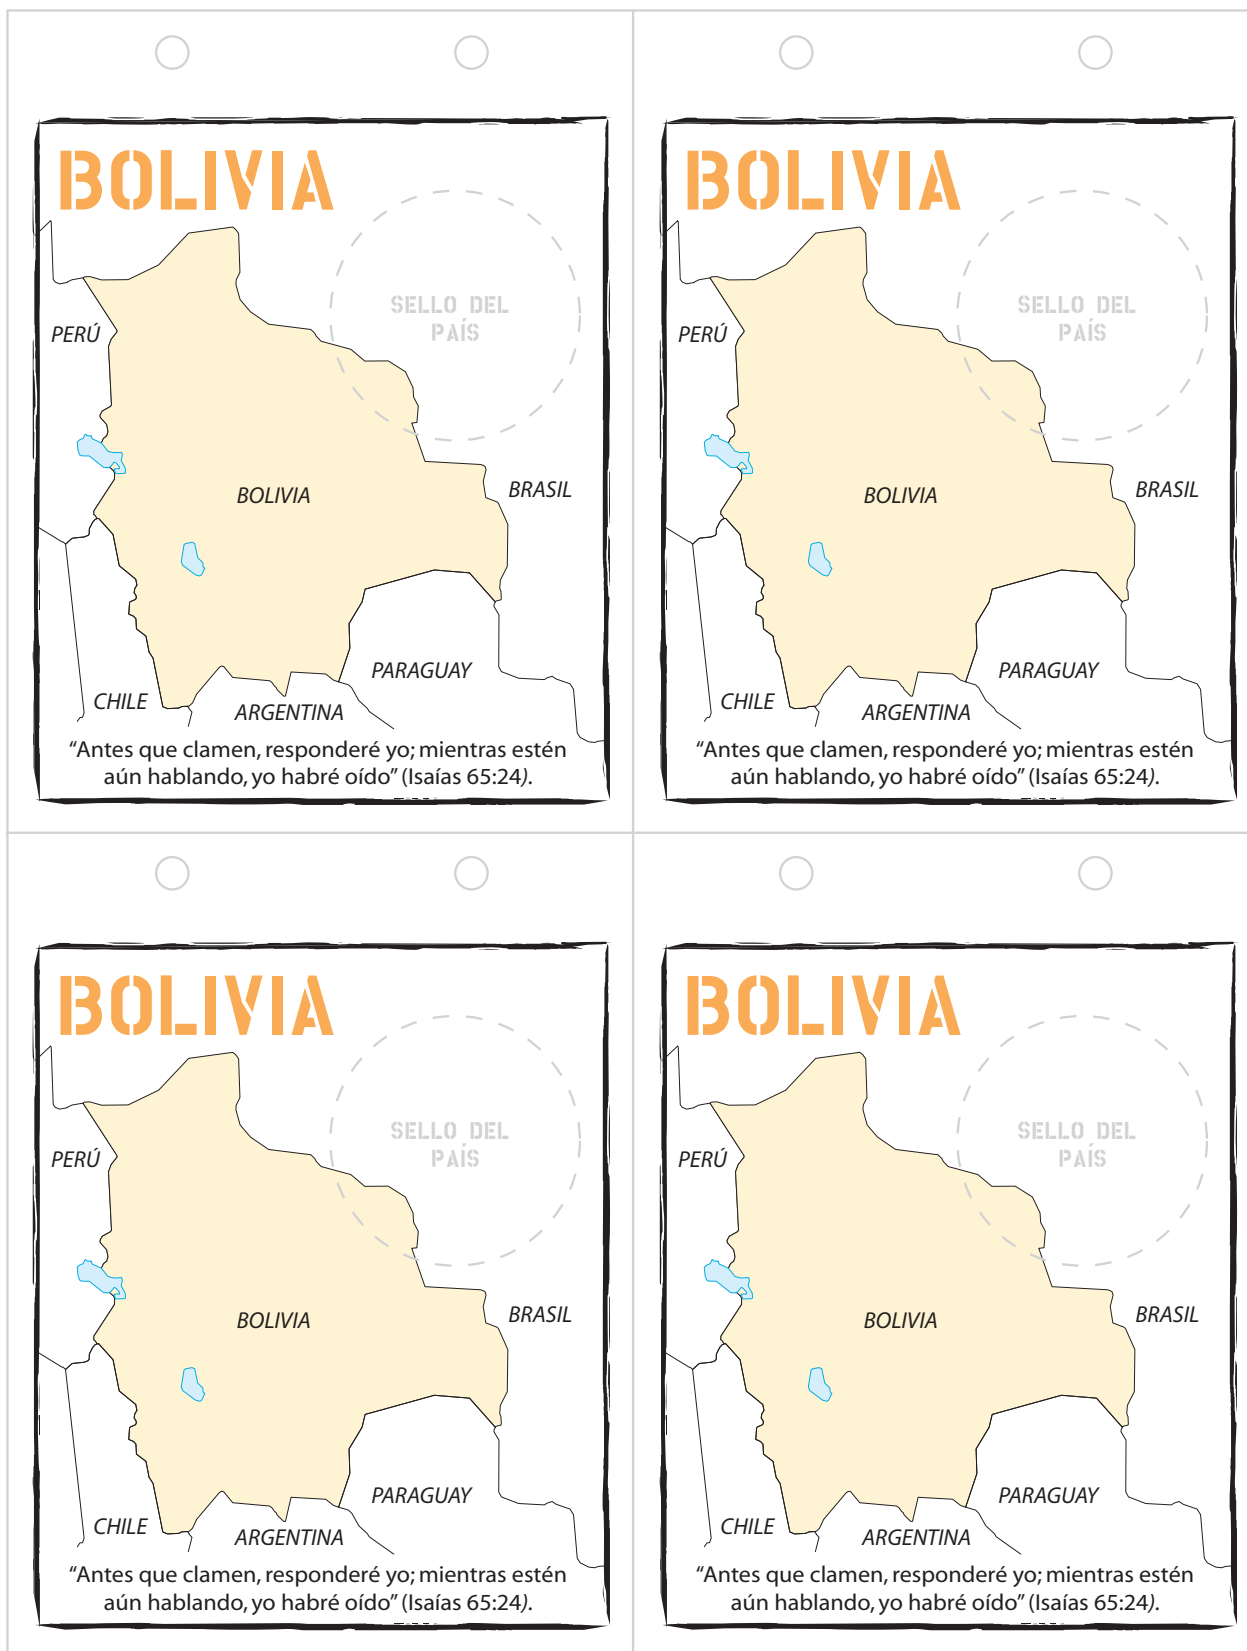 BOLIVIA
SELLO DEL
PAÍS
PERÚ
BOLIVIA
BRASIL
PARAGUAY
CHILE
ARGENTINA
“Antes que clamen, responderé yo; mientras estén
aún hablando, yo habré oído” (Isaías 65:24).
BOLIVIA
SELLO DEL
PAÍS
PERÚ
BOLIVIA
BRASIL
PARAGUAY
CHILE
ARGENTINA
“Antes que clamen, responderé yo; mientras estén
aún hablando, yo habré oído” (Isaías 65:24).
BOLIVIA
SELLO DEL
PAÍS
PERÚ
BOLIVIA
BRASIL
PARAGUAY
CHILE
ARGENTINA
“Antes que clamen, responderé yo; mientras estén
aún hablando, yo habré oído” (Isaías 65:24).
BOLIVIA
SELLO DEL
PAÍS
PERÚ
BOLIVIA
BRASIL
PARAGUAY
CHILE
ARGENTINA
“Antes que clamen, responderé yo; mientras estén
aún hablando, yo habré oído” (Isaías 65:24).